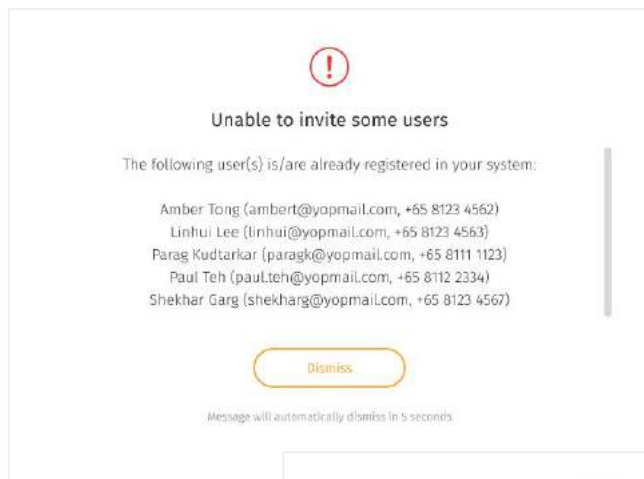 Unable to invite some users
The following user(s) is/are already registered in your system:
Amber Tong (ambert@yopmail.com, +65 8123 4562)
Linhui Lee (linhui@yopmail.com, +65 8123 4563)
Parag Kudtarkar (paragk@yopmail.com, +65 8111 1123)
Paul Teh (paul.teh@yopmail.com, +65 8112 2334)
Shekhar Garg (shekharg@yopmail.com, +65 8123 4567)
Dismiss
Message will automatically dismiss in 5 seconds